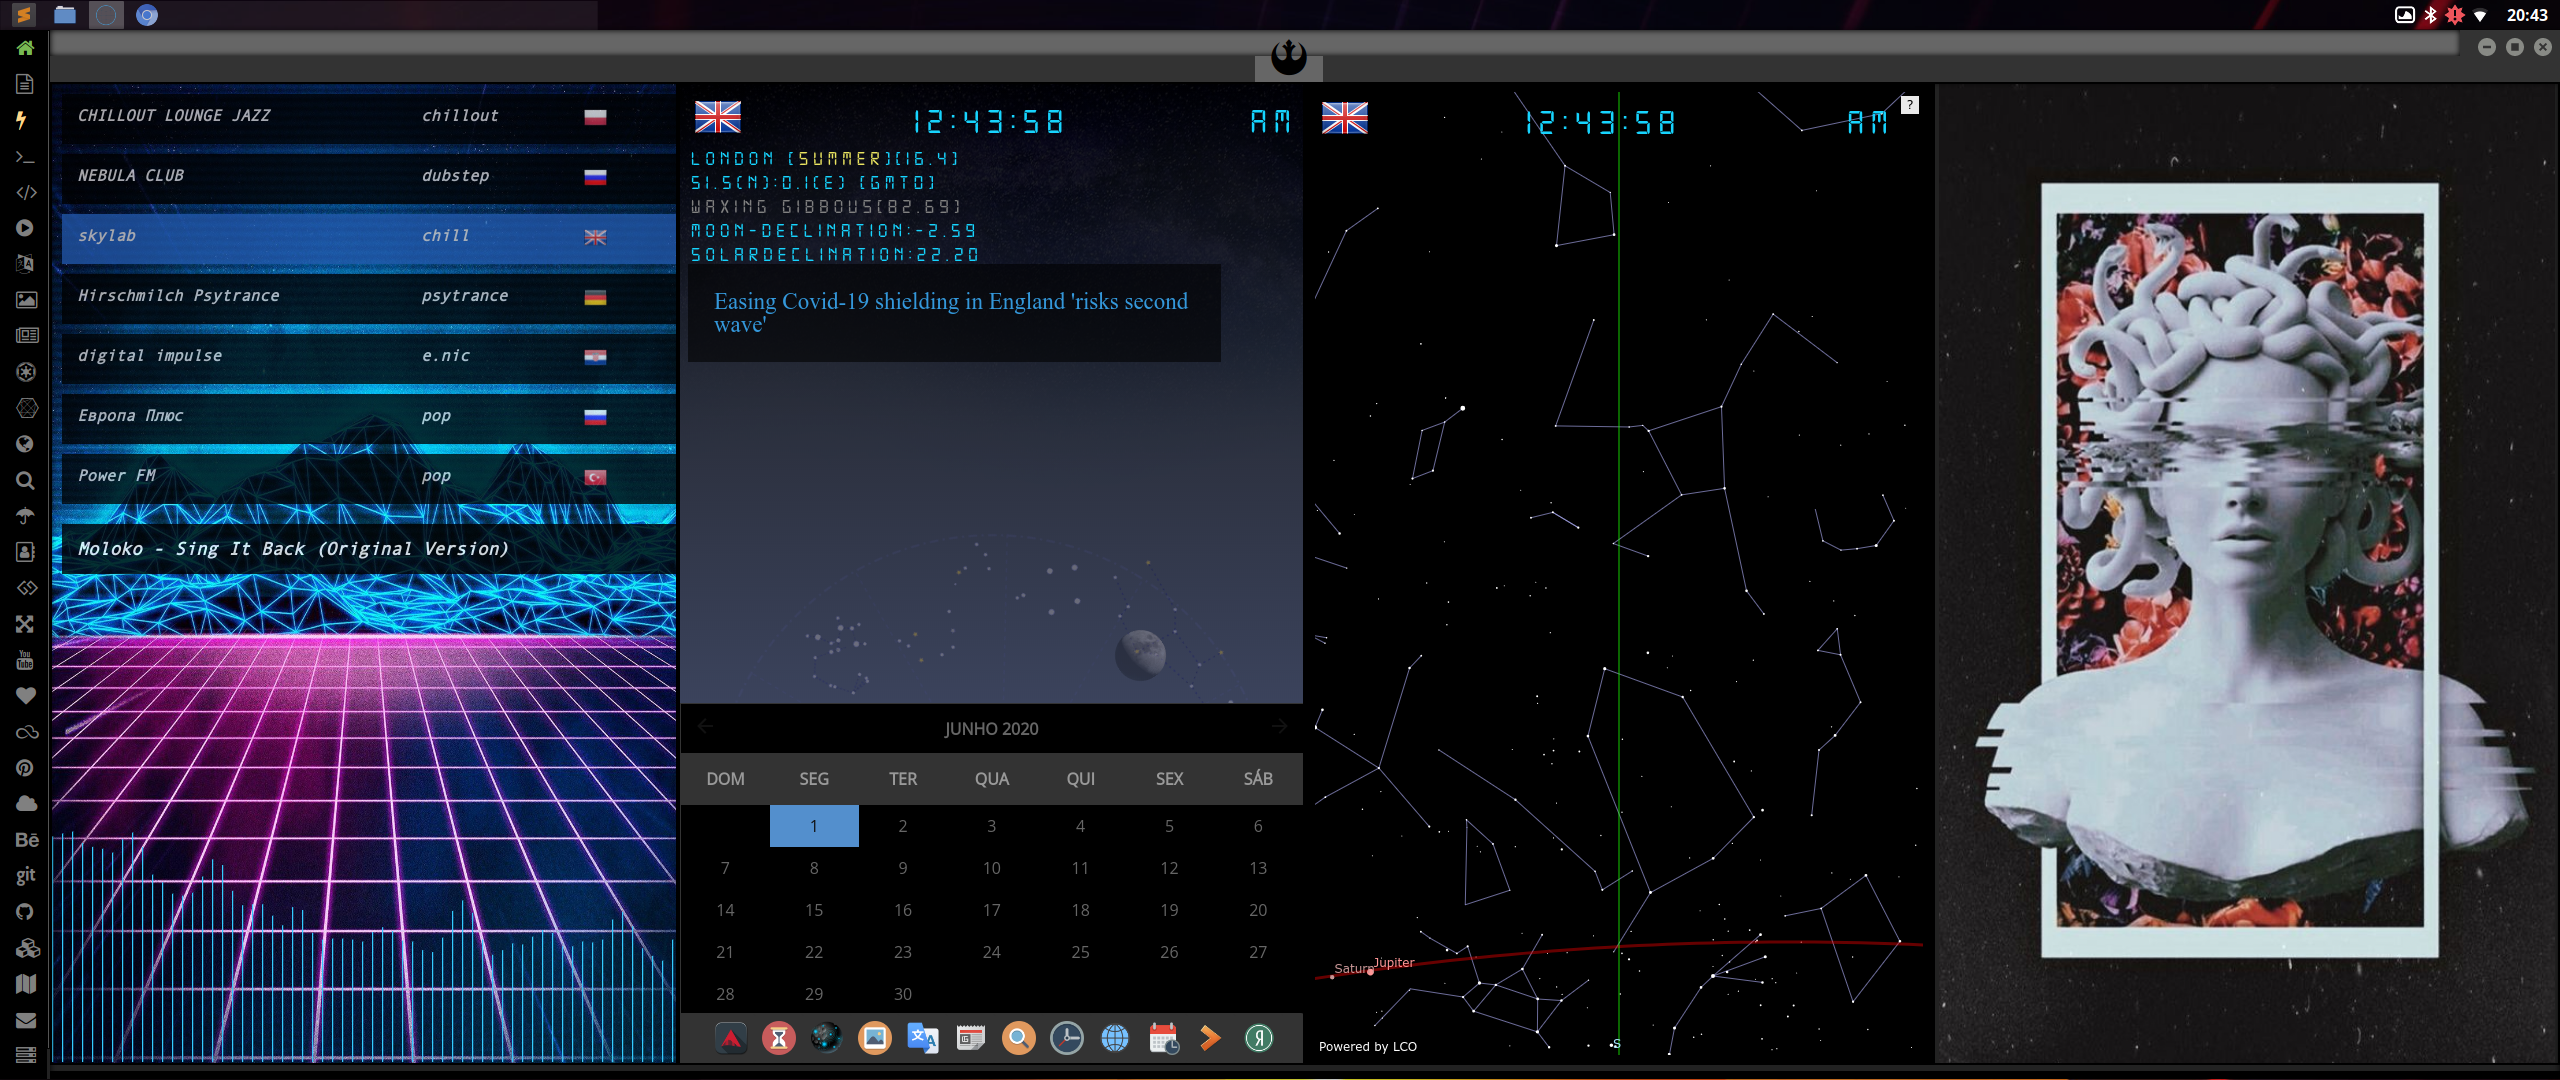 20:43
CHILLOUT LOUNGE JAZZ chillout
NEBULA CLUB dubstep
skylab chill
Hirschmilch Psytrance psytrance
digital impulse e.nic
Европа Плюс pop
Power FM pop
Moloko - Sing It Back (Original Version)
12:43:58 AM
LONDON [SUMMER][16.4]
51.5(N):0.1(E) [GMT0]
WAXING GIBBOUS[82.69]
MOON-DECLINATION:-2.59
SOLARDECLINATION:22.20
Easing Covid-19 shielding in England 'risks second
wave'
JUNHO 2020
DOM SEG TER QUA QUI SEX SÁB
1 2 3 4 5 6
7 8 9 10 11 12 13
14 15 16 17 18 19 20
21 22 23 24 25 26 27
28 29 30
12:43:58 AM
?
Saturn
Jupiter
S
Powered by LCO
You
Tube
Bē
git